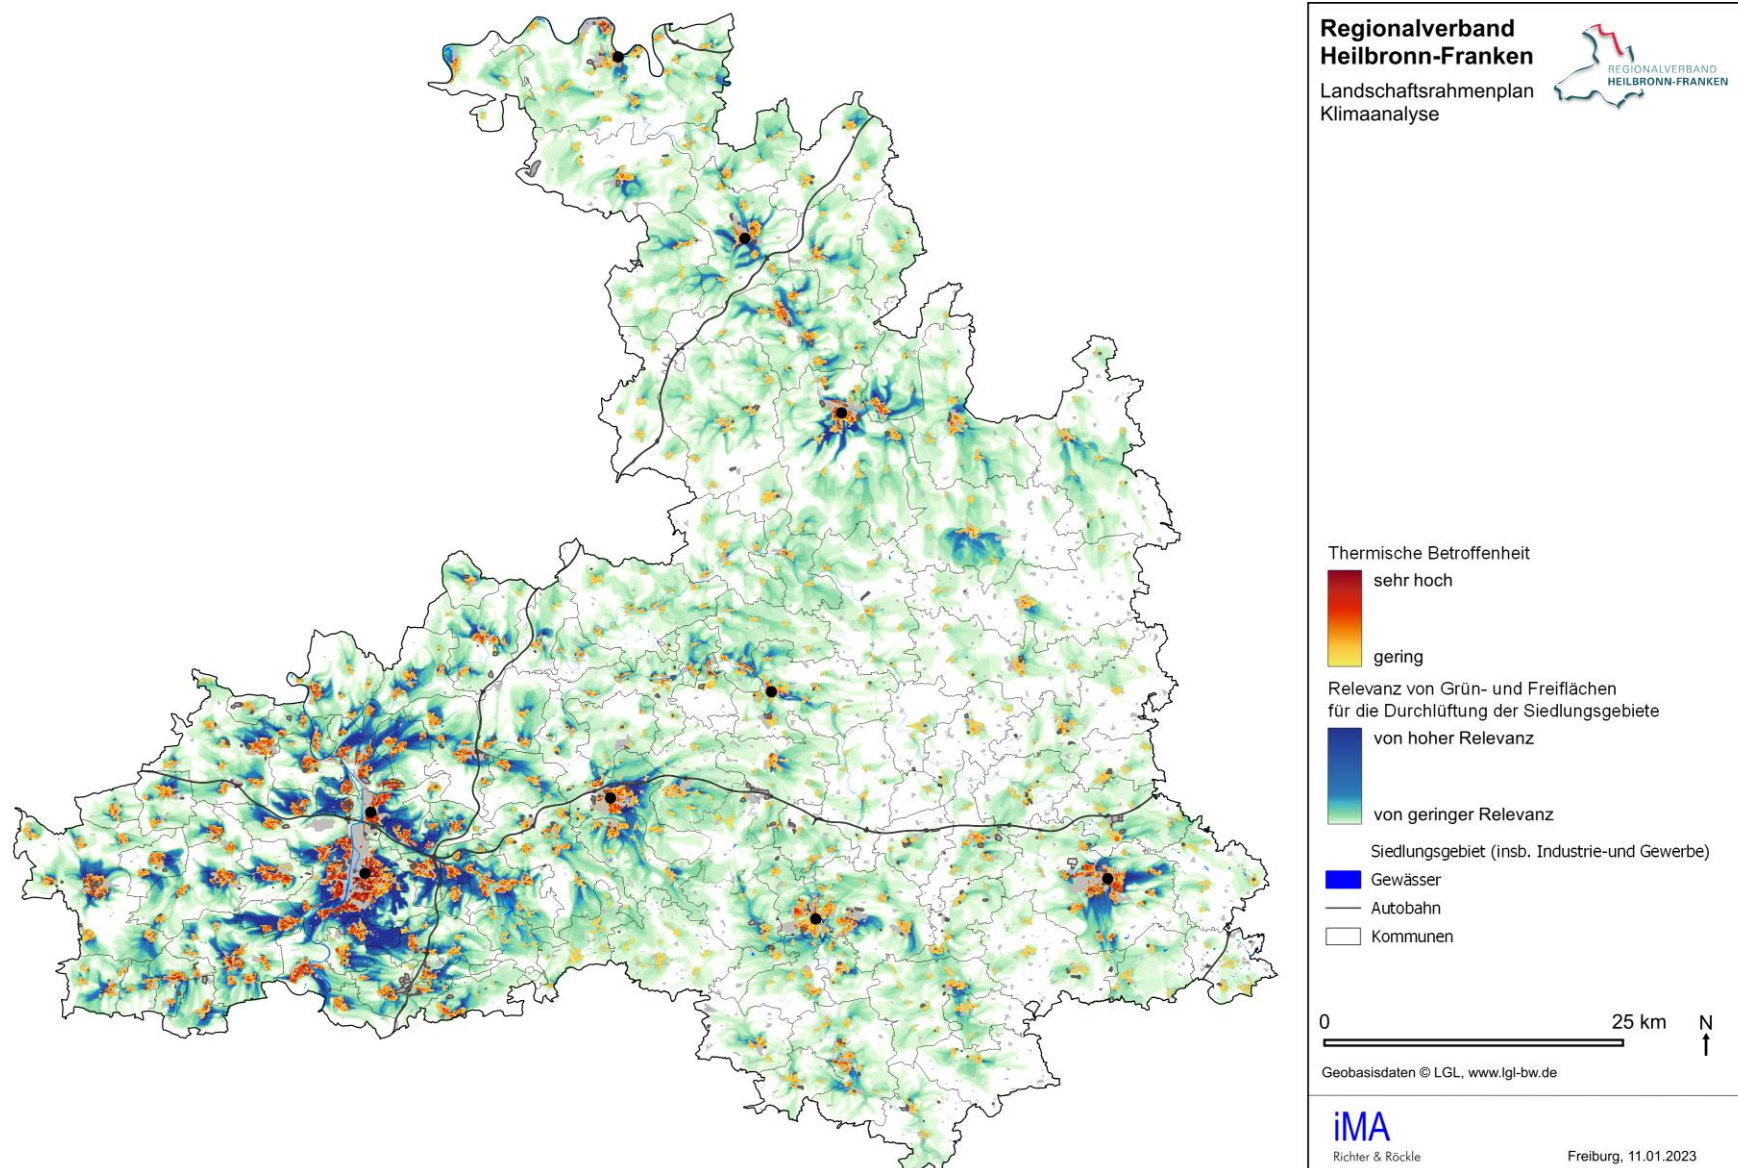 Regionalverband
Heilbronn-Franken
Landschaftsrahmenplan
Klimaanalyse
REGIONALVERBAND
HEILBRONN-FRANKEN
Thermische Betroffenheit
sehr hoch
gering
Relevanz von Grün- und Freiflächen
für die Durchlüftung der Siedlungsgebiete
von hoher Relevanz
von geringer Relevanz
Siedlungsgebiet (insb. Industrie-und Gewerbe)
Gewässer
Autobahn
Kommunen
0 25 km N
Geobasisdaten © LGL, www.lgl-bw.de
iMA
Richter & Röckle
Freiburg, 11.01.2023